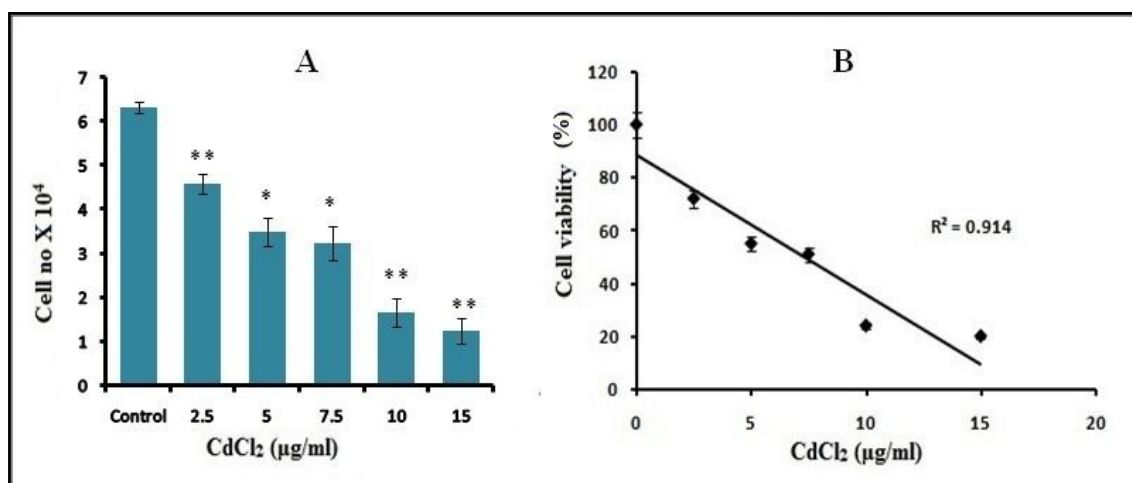 A
Cell no X 10⁴
7
6
5
4
3
2
1
0
**
*
*
**
**
Control 2.5 5 7.5 10 15
CdCl₂ (µg/ml)
B
Cell viability (%)
120
100
80
60
40
20
0
R² = 0.914
0 5 10 15 20
CdCl₂ (µg/ml)